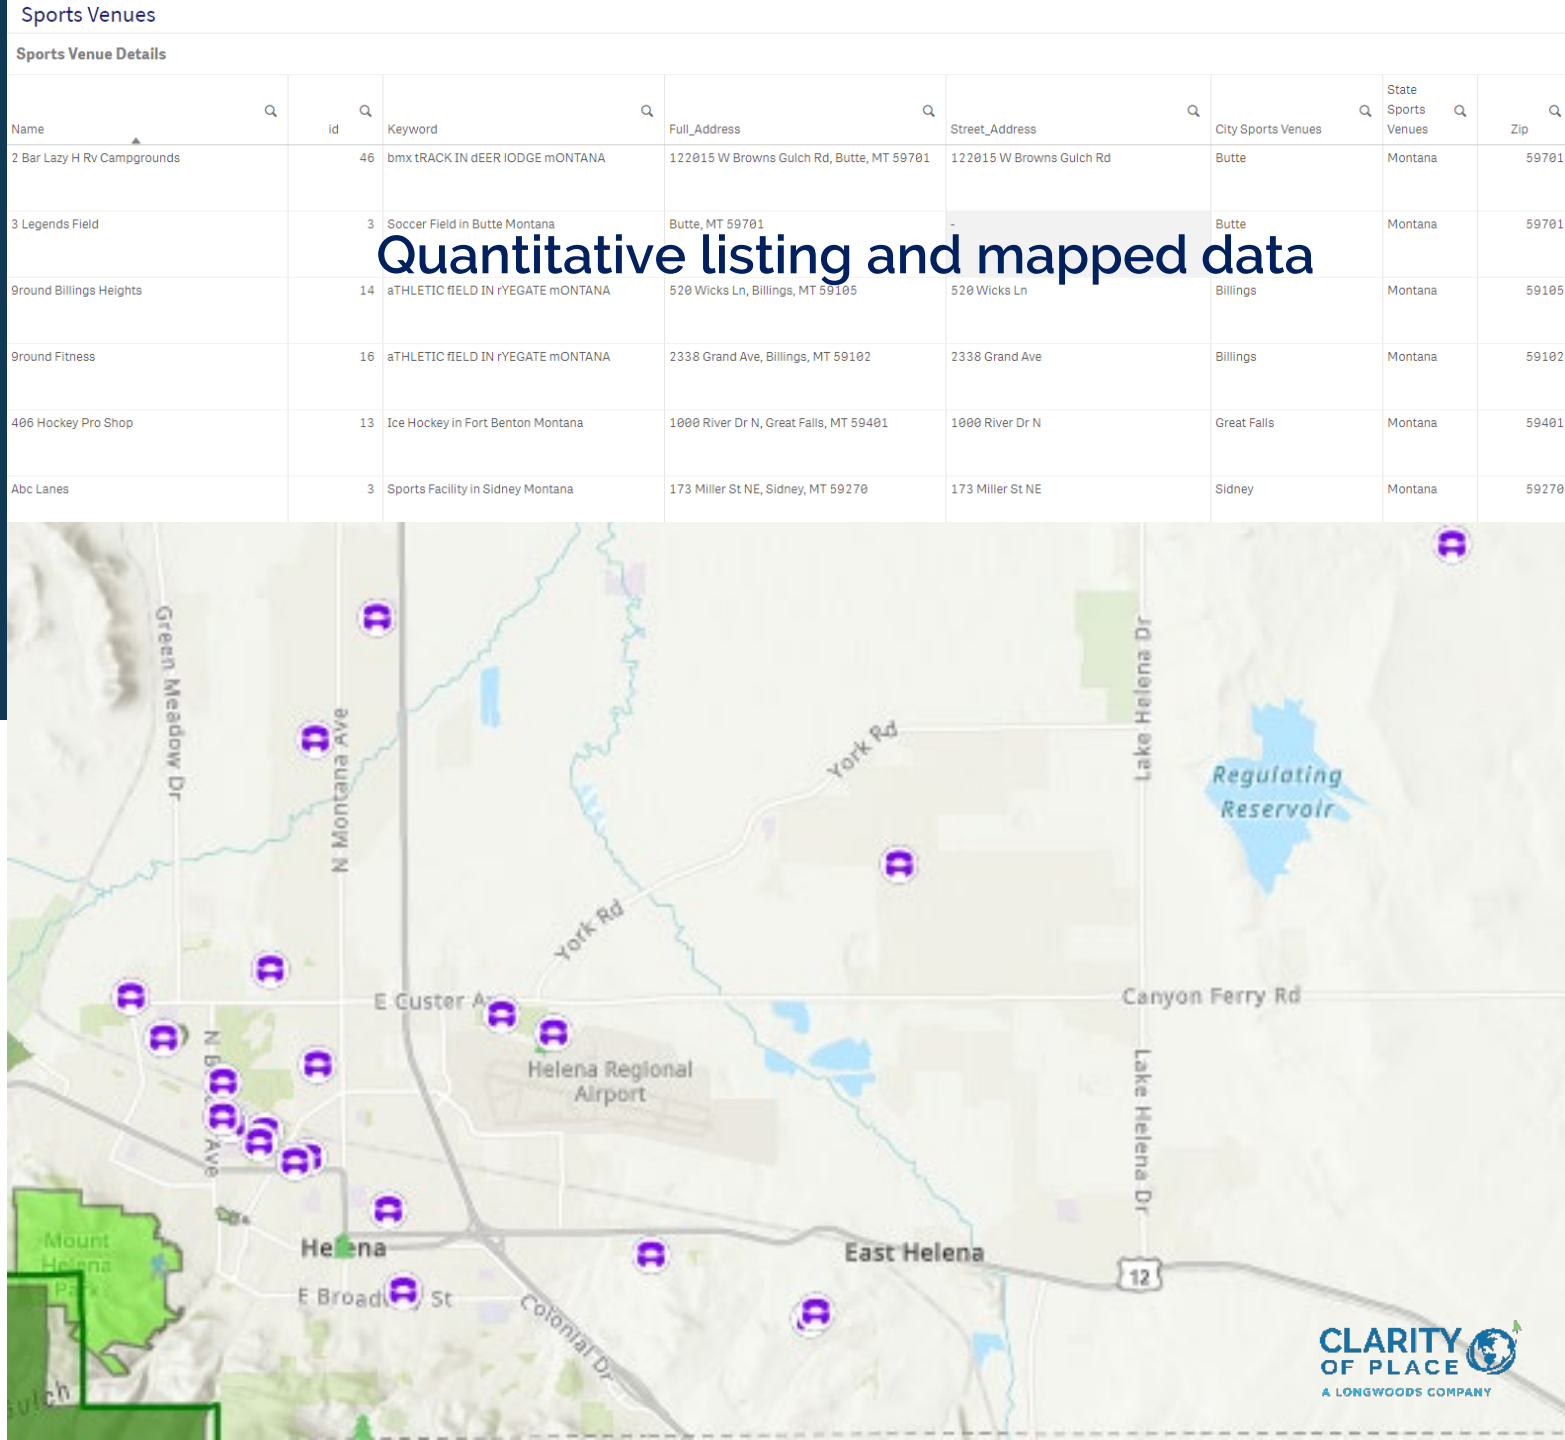 Sports Venues
Sports Venue Details
Name id Keyword Full_Address Street_Address City Sports Venues State Sports Venues Zip
2 Bar Lazy H Rv Campgrounds 46 bmx tRACK IN dEER lODGE mONTANA 122015 W Browns Gulch Rd, Butte, MT 59701 122015 W Browns Gulch Rd Butte Montana 59701
3 Legends Field 3 Soccer Field in Butte Montana Butte, MT 59701 - Butte Montana 59701
Quantitative listing and mapped data
9round Billings Heights 14 aTHLETIC fIELD IN rYEGATE mONTANA 520 Wicks Ln, Billings, MT 59105 520 Wicks Ln Billings Montana 59105
9round Fitness 16 aTHLETIC fIELD IN rYEGATE mONTANA 2338 Grand Ave, Billings, MT 59102 2338 Grand Ave Billings Montana 59102
406 Hockey Pro Shop 13 Ice Hockey in Fort Benton Montana 1000 River Dr N, Great Falls, MT 59401 1000 River Dr N Great Falls Montana 59401
Abc Lanes 3 Sports Facility in Sidney Montana 173 Miller St NE, Sidney, MT 59270 173 Miller St NE Sidney Montana 59270
Green Meadow Dr
N Montana Ave
York Rd
Lake Helena Dr
Regulating
Reservoir
York Rd
E Custer
Canyon Ferry Rd
N
Ave
Helena Regional
Airport
Lake Helena Dr
Mount
Helena
Park
Helena
East Helena
12
E Broad St
Colonial Dr
CLARITY
OF PLACE
A LONGWOODS COMPANY